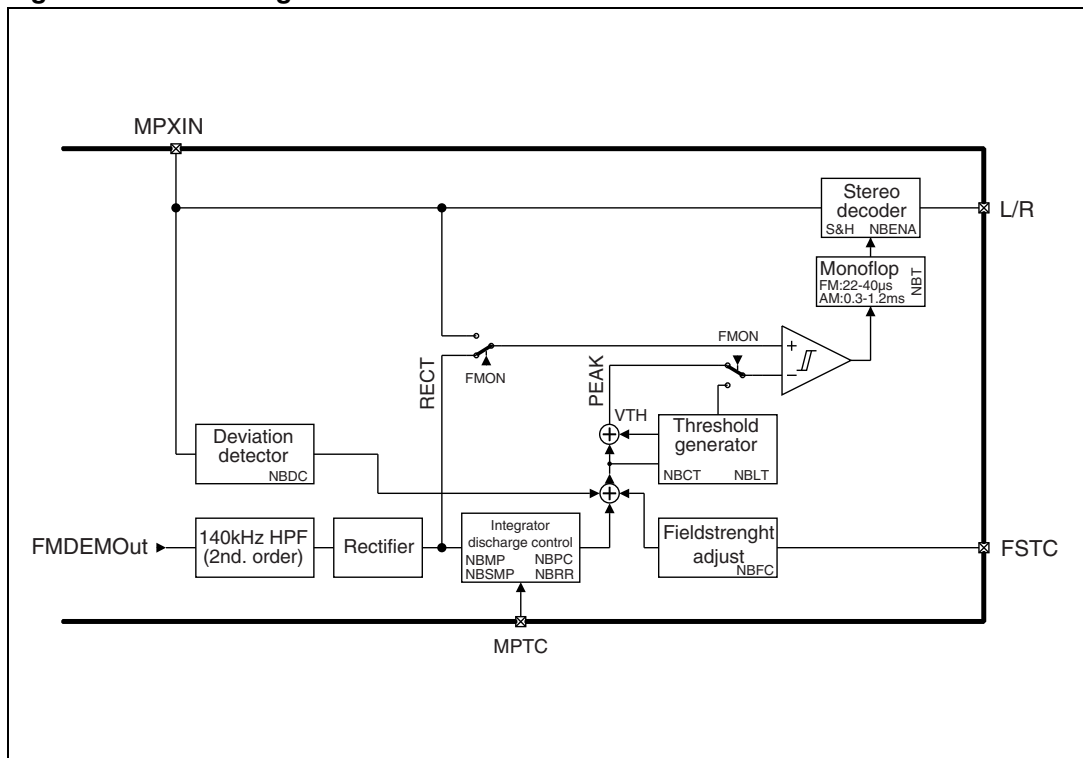 MPXIN
Stereo
decoder
S&H NBENA
L/R
Monoflop
FM:22-40µs
AM:0.3-1.2ms
NBT
FMON
RECT
FMON
PEAK
VTH
Threshold
generator
NBCT NBLT
Deviation
detector
NBDC
FMDEMOut
140kHz HPF
(2nd. order)
Rectifier
Integrator
discharge control
NBMP NBPC
NBSMP NBRR
Fieldstrenght
adjust
NBFC
FSTC
MPTC